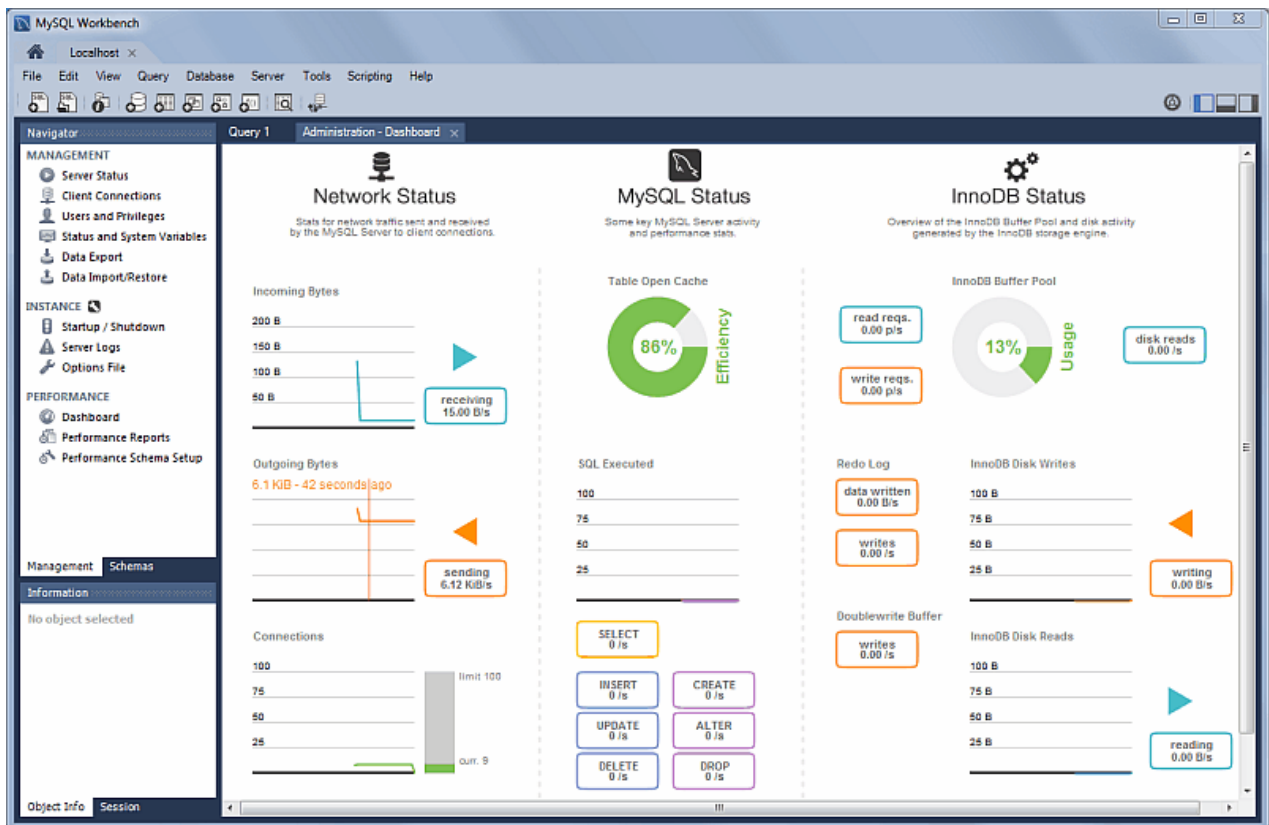 MySQL Workbench
Localhost
File Edit View Query Database Server Tools Scripting Help
Navigator
MANAGEMENT
Server Status
Client Connections
Users and Privileges
Status and System Variables
Data Export
Data Import/Restore
INSTANCE
Startup / Shutdown
Server Logs
Options File
PERFORMANCE
Dashboard
Performance Reports
Performance Schema Setup
Management Schemas
Information
No object selected
Object Info Session
Query 1 Administration - Dashboard
Network Status
Stats for network traffic sent and received
by the MySQL Server to client connections.
Incoming Bytes
200 B
150 B
100 B
50 B
receiving
15.00 B/s
Outgoing Bytes
6.1 KiB - 42 seconds ago
sending
6.12 KiB/s
Connections
100
75
50
25
limit 100
curr. 9
MySQL Status
Some key MySQL Server activity
and performance stats.
Table Open Cache
86%
Efficiency
SQL Executed
100
75
50
25
SELECT
0 /s
INSERT
0 /s
CREATE
0 /s
UPDATE
0 /s
ALTER
0 /s
DELETE
0 /s
DROP
0 /s
InnoDB Status
Overview of the InnoDB Buffer Pool and disk activity
generated by the InnoDB storage engine.
InnoDB Buffer Pool
read reqs.
0.00 p/s
write reqs.
0.00 p/s
13%
Usage
disk reads
0.00 /s
Redo Log
data written
0.00 B/s
writes
0.00 /s
Doublewrite Buffer
writes
0.00 /s
InnoDB Disk Writes
100 B
75 B
50 B
25 B
writing
0.00 B/s
InnoDB Disk Reads
100 B
75 B
50 B
25 B
reading
0.00 B/s